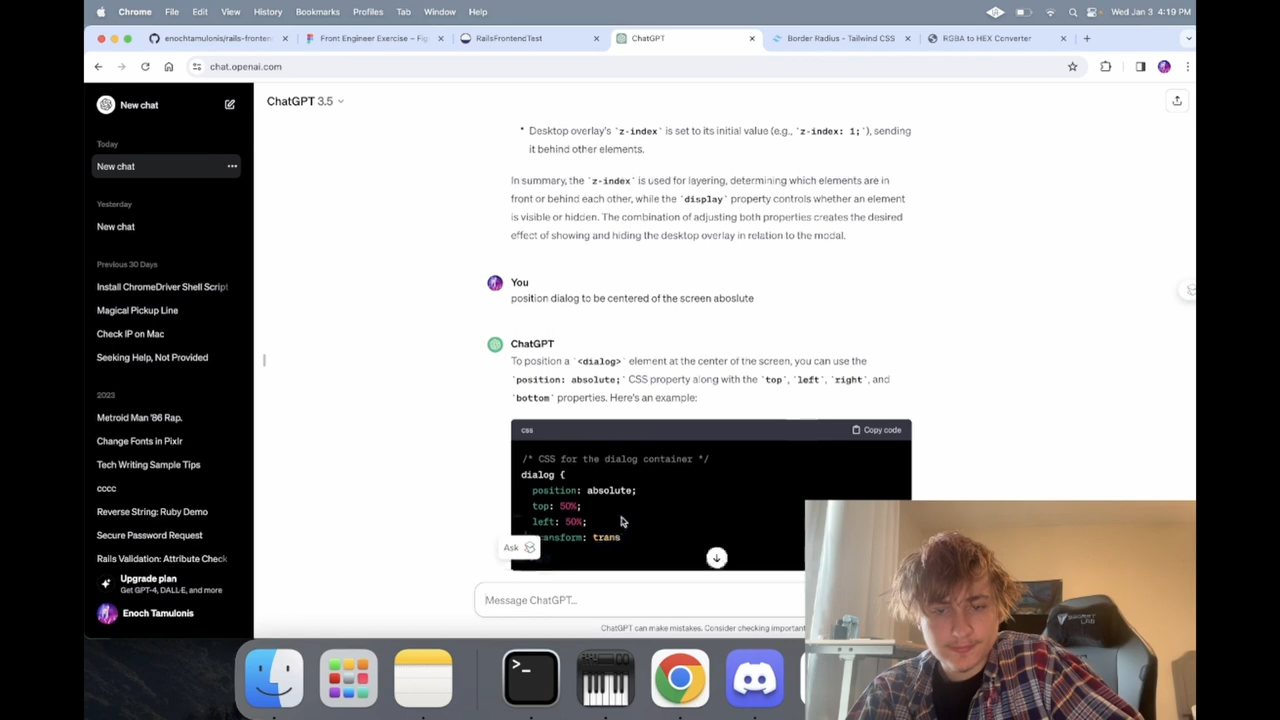 Chrome File Edit View History Bookmarks Profiles Tab Window Help
Wed Jan 3 4:19 PM
enochtamulonis/rails-fronten
Front Engineer Exercise – Fig
RailsFrontendTest
ChatGPT
Border Radius - Tailwind CSS
RGBA to HEX Converter
chat.openai.com
New chat
Today
New chat
Yesterday
New chat
Previous 30 Days
Install ChromeDriver Shell Script
Magical Pickup Line
Check IP on Mac
Seeking Help, Not Provided
2023
Metroid Man '86 Rap.
Change Fonts in Pixlr
Tech Writing Sample Tips
cccc
Reverse String: Ruby Demo
Secure Password Request
Rails Validation: Attribute Check
Upgrade plan
Get GPT-4, DALL·E, and more
Enoch Tamulonis
ChatGPT 3.5
• Desktop overlay's `z-index` is set to its initial value (e.g., `z-index: 1;`), sending
it behind other elements.
In summary, the `z-index` is used for layering, determining which elements are in
front or behind each other, while the `display` property controls whether an element
is visible or hidden. The combination of adjusting both properties creates the desired
effect of showing and hiding the desktop overlay in relation to the modal.
You
position dialog to be centered of the screen aboslute
ChatGPT
To position a `<dialog>` element at the center of the screen, you can use the
`position: absolute;` CSS property along with the `top`, `left`, `right`, and
`bottom` properties. Here's an example:
css
Copy code
/* CSS for the dialog container */
dialog {
position: absolute;
top: 50%;
left: 50%;
ansform: trans
Ask
Message ChatGPT...
ChatGPT can make mistakes. Consider checking important
>_
SECRET
LAB